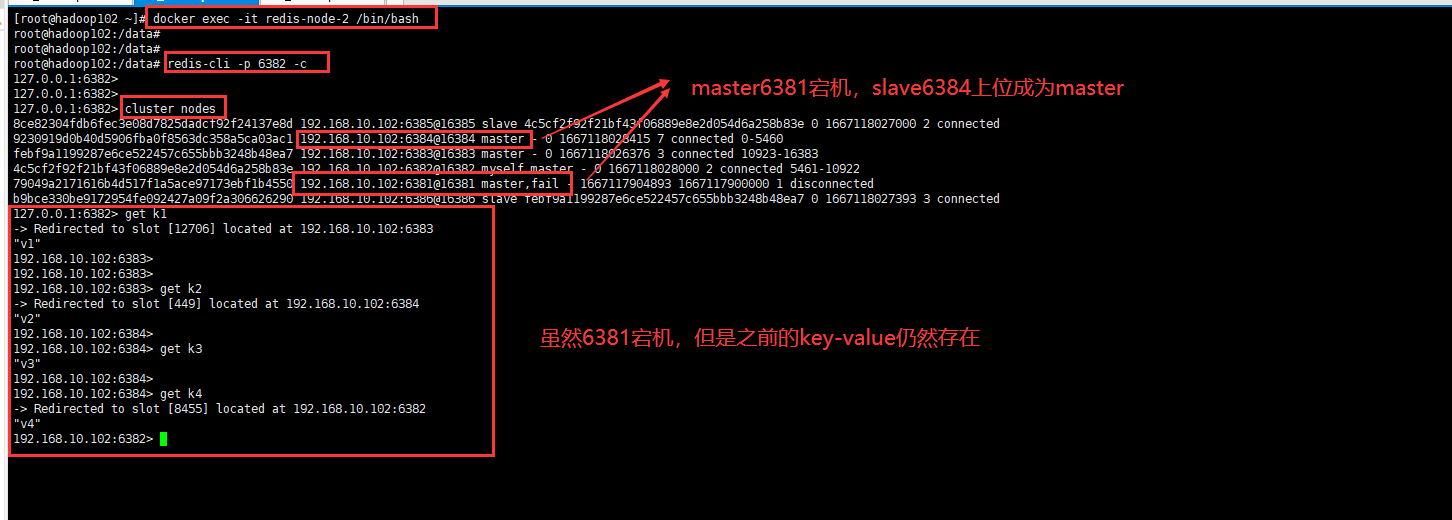 [root@hadoop102 ~]# docker exec -it redis-node-2 /bin/bash
root@hadoop102:/data#
root@hadoop102:/data#
root@hadoop102:/data# redis-cli -p 6382 -c
127.0.0.1:6382>
127.0.0.1:6382>
master6381宕机，slave6384上位成为master
127.0.0.1:6382> cluster nodes
8ce82304fdb6fec3e08d7825dadcf92f24137e8d 192.168.10.102:6385@16385 slave 4c5cf2f92f21bf43f06889e8e2d054d6a258b83e 0 1667118027000 2 connected
9230919d0b40d5906fba0f8563dc358a5ca03ac1 192.168.10.102:6384@16384 master - 0 1667118028415 7 connected 0-5460
febf9a1199287e6ce522457c655bbb3248b48ea7 192.168.10.102:6383@16383 master - 0 1667118026376 3 connected 10923-16383
4c5cf2f92f21bf43f06889e8e2d054d6a258b83e 192.168.10.102:6382@16382 myself,master - 0 1667118028000 2 connected 5461-10922
79049a2171616b4d517f1a5ace97173ebf1b4550 192.168.10.102:6381@16381 master,fail - 1667117904893 1667117900000 1 disconnected
b9bce330be9172954fe092427a09f2a306626290 192.168.10.102:6386@16386 slave febf9a1199287e6ce522457c655bbb3248b48ea7 0 1667118027393 3 connected
127.0.0.1:6382> get k1
-> Redirected to slot [12706] located at 192.168.10.102:6383
"v1"
192.168.10.102:6383>
192.168.10.102:6383>
192.168.10.102:6383> get k2
-> Redirected to slot [449] located at 192.168.10.102:6384
"v2"
192.168.10.102:6384>
虽然6381宕机，但是之前的key-value仍然存在
192.168.10.102:6384> get k3
"v3"
192.168.10.102:6384>
192.168.10.102:6384> get k4
-> Redirected to slot [8455] located at 192.168.10.102:6382
"v4"
192.168.10.102:6382>